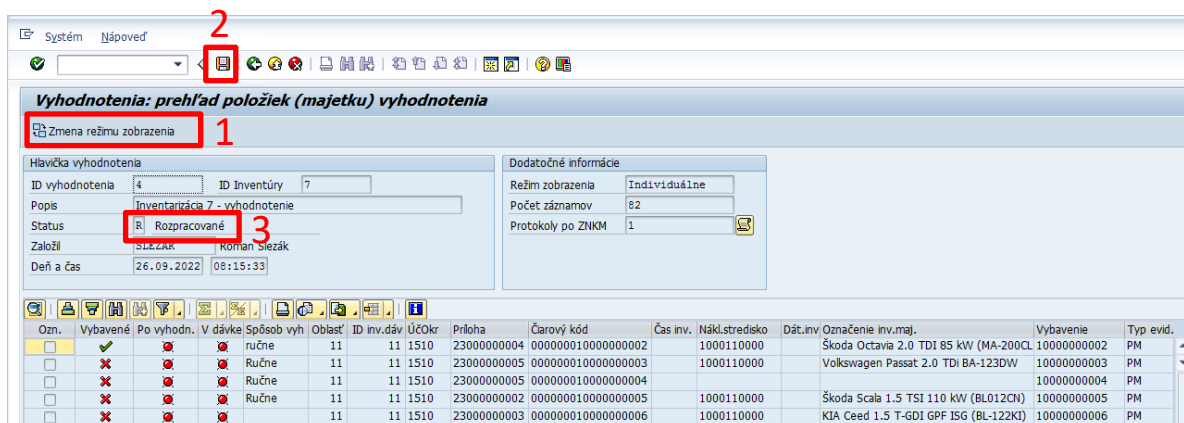 2
Systém Nápoveď
Vyhodnotenia: prehľad položiek (majetku) vyhodnotenia
Zmena režimu zobrazenia 1
Hlavička vyhodnotenia Dodatočné informácie
ID vyhodnotenia 4 ID Inventúry 7 Režim zobrazenia Individuálne
Popis Inventarizácia 7 - vyhodnotenie Počet záznamov 82
Status R Rozpracované 3 Protokoly po ZNKM 1
Založil SLEZAK Roman Slezák
Deň a čas 26.09.2022 08:15:33
Ozn. Vybavené Po vyhodn. V dávke Spôsob vyh Oblasť ID inv.dáv ÚčOkr Príloha Čiarový kód Čas inv. Nákl.stredisko Dát.inv Označenie inv.maj. Vybavenie Typ evid.
ručne 11 11 1510 23000000004 000000010000000002 1000110000 Škoda Octavia 2.0 TDI 85 kW (MA-200CL 10000000002 PM
Ručne 11 11 1510 23000000005 000000010000000003 1000110000 Volkswagen Passat 2.0 TDi BA-123DW 10000000003 PM
Ručne 11 11 1510 23000000005 000000010000000004 10000000004 PM
Ručne 11 11 1510 23000000002 000000010000000005 1000110000 Škoda Scala 1.5 TSI 110 kW (BL012CN) 10000000005 PM
11 11 1510 23000000003 000000010000000006 1000110000 KIA Ceed 1.5 T-GDI GPF ISG (BL-122KI) 10000000006 PM